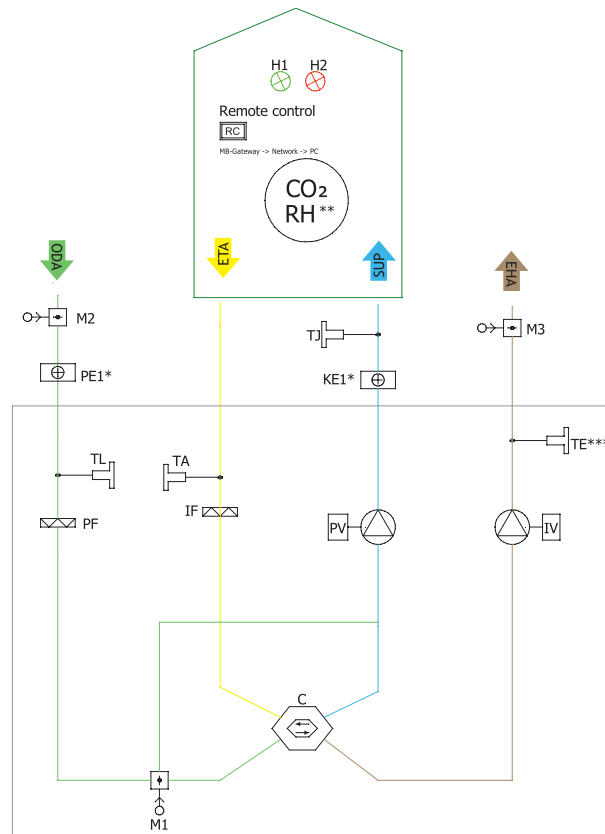 H1 H2
Remote control
RC
MB-Gateway -> Network -> PC
CO₂
RH**
ODA
ETA
SUP
EHA
M2
TJ
M3
PE1*
KE1*
TL
TA
TE***
PF
IF
PV
IV
C
M1